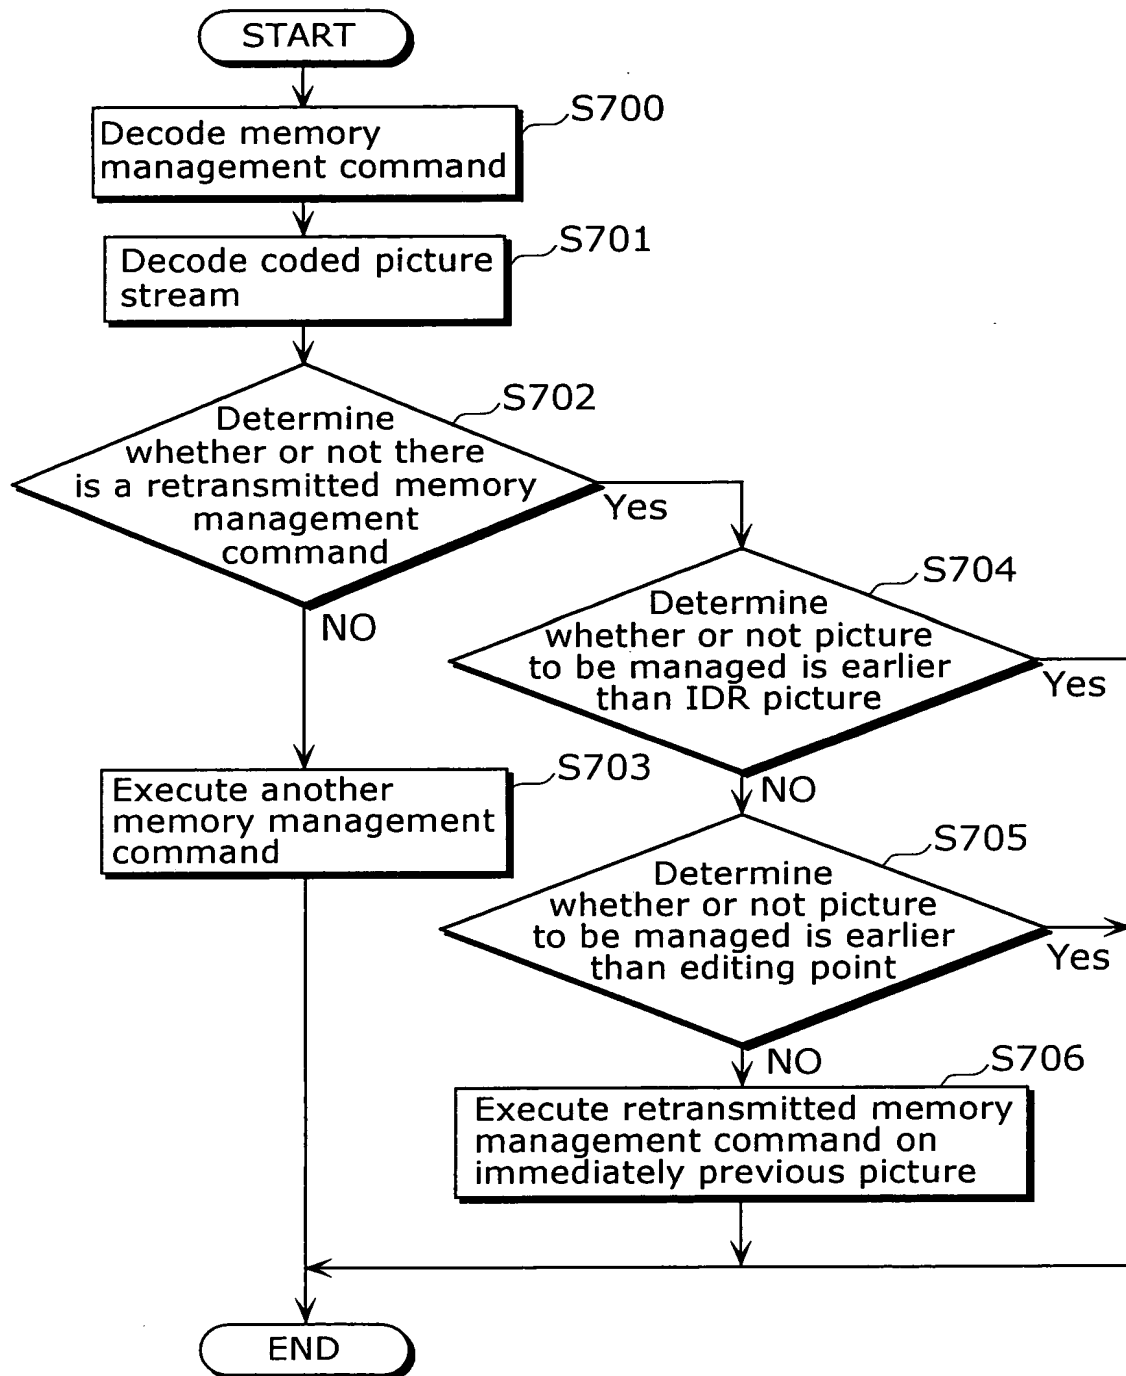 START
S700
Decode memory
management command
S701
Decode coded picture
stream
S702
Determine
whether or not there
is a retransmitted memory
management
command
Yes
NO
S704
Determine
whether or not picture
to be managed is earlier
than IDR picture
Yes
NO
S703
Execute another
memory management
command
S705
Determine
whether or not picture
to be managed is earlier
than editing point
Yes
NO
S706
Execute retransmitted memory
management command on
immediately previous picture
END